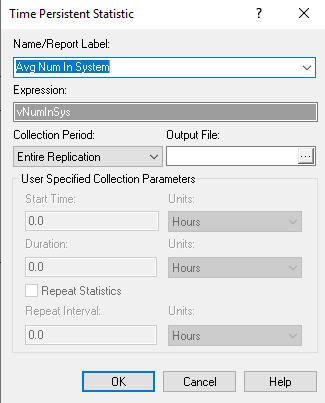 Time Persistent Statistic
Name/Report Label:
Avg Num In System
Expression:
vNumInSys
Collection Period: Output File:
Entire Replication ...
User Specified Collection Parameters
Start Time: Units:
0.0 Hours
Duration: Units:
0.0 Hours
Repeat Statistics
Repeat Interval: Units:
0.0 Hours
OK Cancel Help